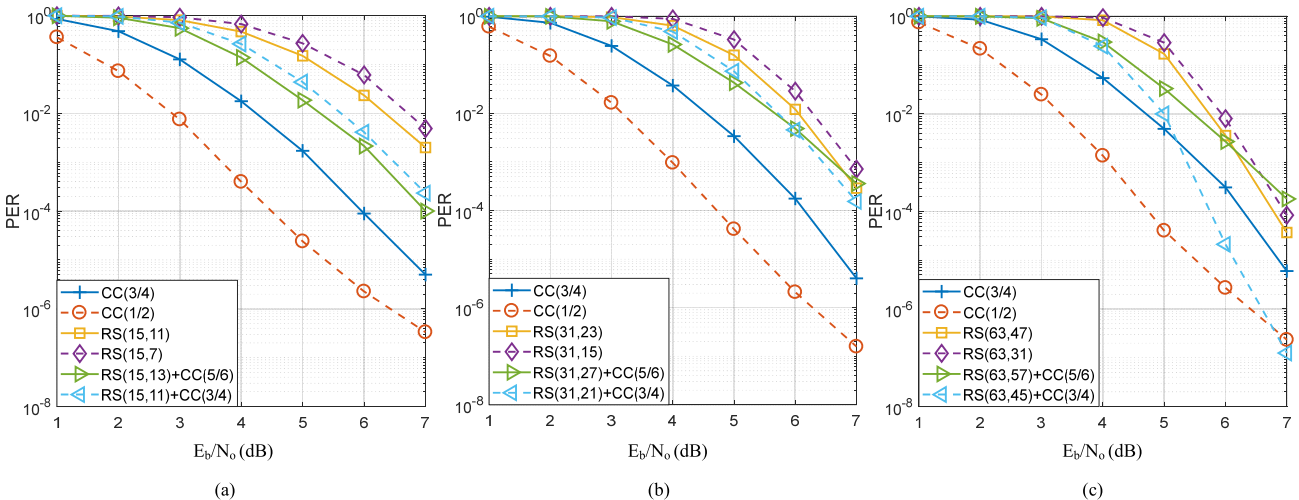 10^0
10^-2
10^-4
10^-6
10^-8
PER
1 2 3 4 5 6 7
E_b/N_o (dB)
CC(3/4)
CC(1/2)
RS(15,11)
RS(15,7)
RS(15,13)+CC(5/6)
RS(15,11)+CC(3/4)
(a)
10^0
10^-2
10^-4
10^-6
10^-8
PER
1 2 3 4 5 6 7
E_b/N_o (dB)
CC(3/4)
CC(1/2)
RS(31,23)
RS(31,15)
RS(31,27)+CC(5/6)
RS(31,21)+CC(3/4)
(b)
10^0
10^-2
10^-4
10^-6
10^-8
PER
1 2 3 4 5 6 7
E_b/N_o (dB)
CC(3/4)
CC(1/2)
RS(63,47)
RS(63,31)
RS(63,57)+CC(5/6)
RS(63,45)+CC(3/4)
(c)